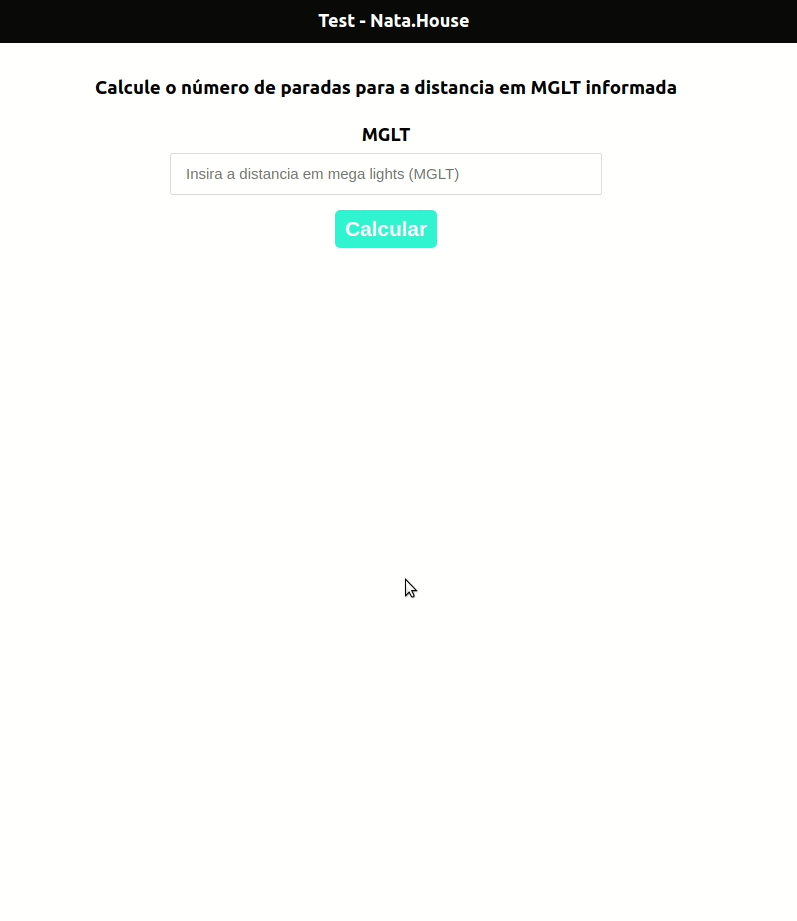 Test - Nata.House
Calcule o número de paradas para a distancia em MGLT informada
MGLT
Insira a distancia em mega lights (MGLT)
Calcular